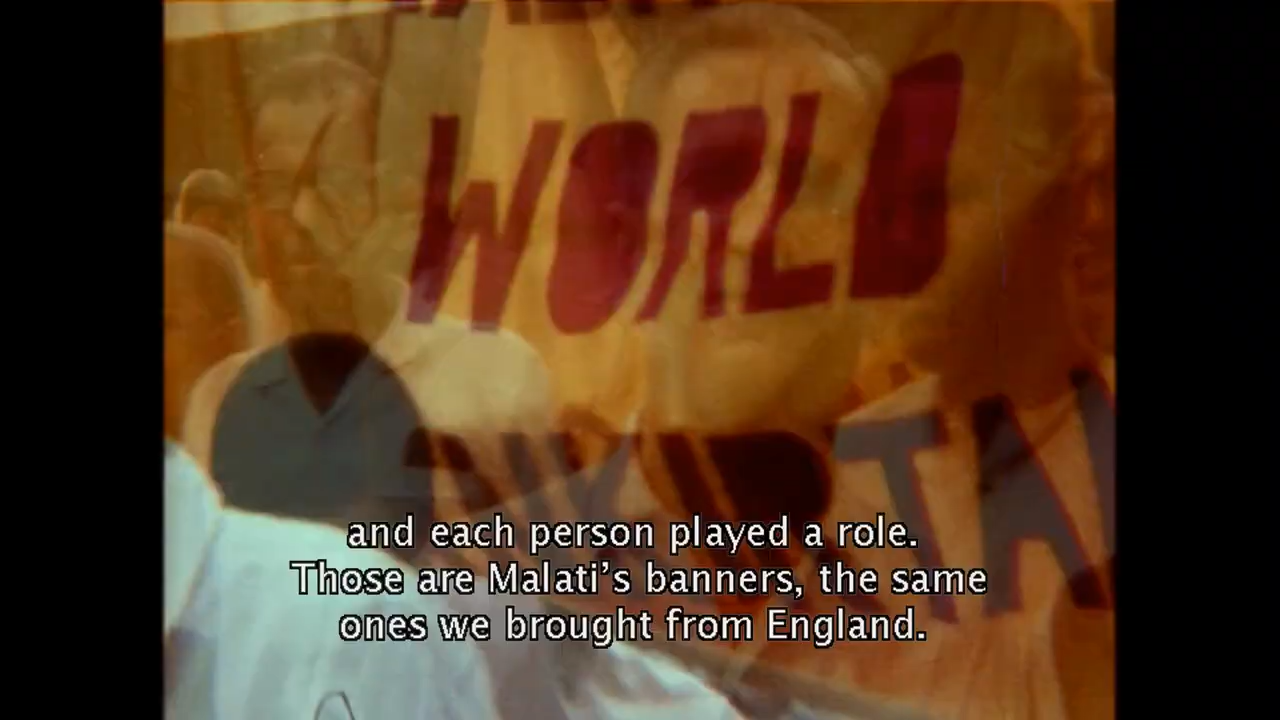 WORLD
and each person played a role.
Those are Malati's banners, the same
ones we brought from England.